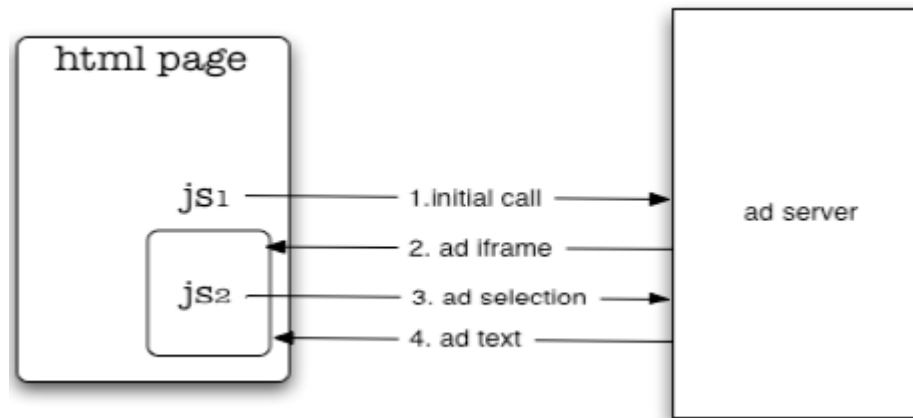 html page
js1
1.initial call
ad server
2. ad iframe
js2
3. ad selection
4. ad text